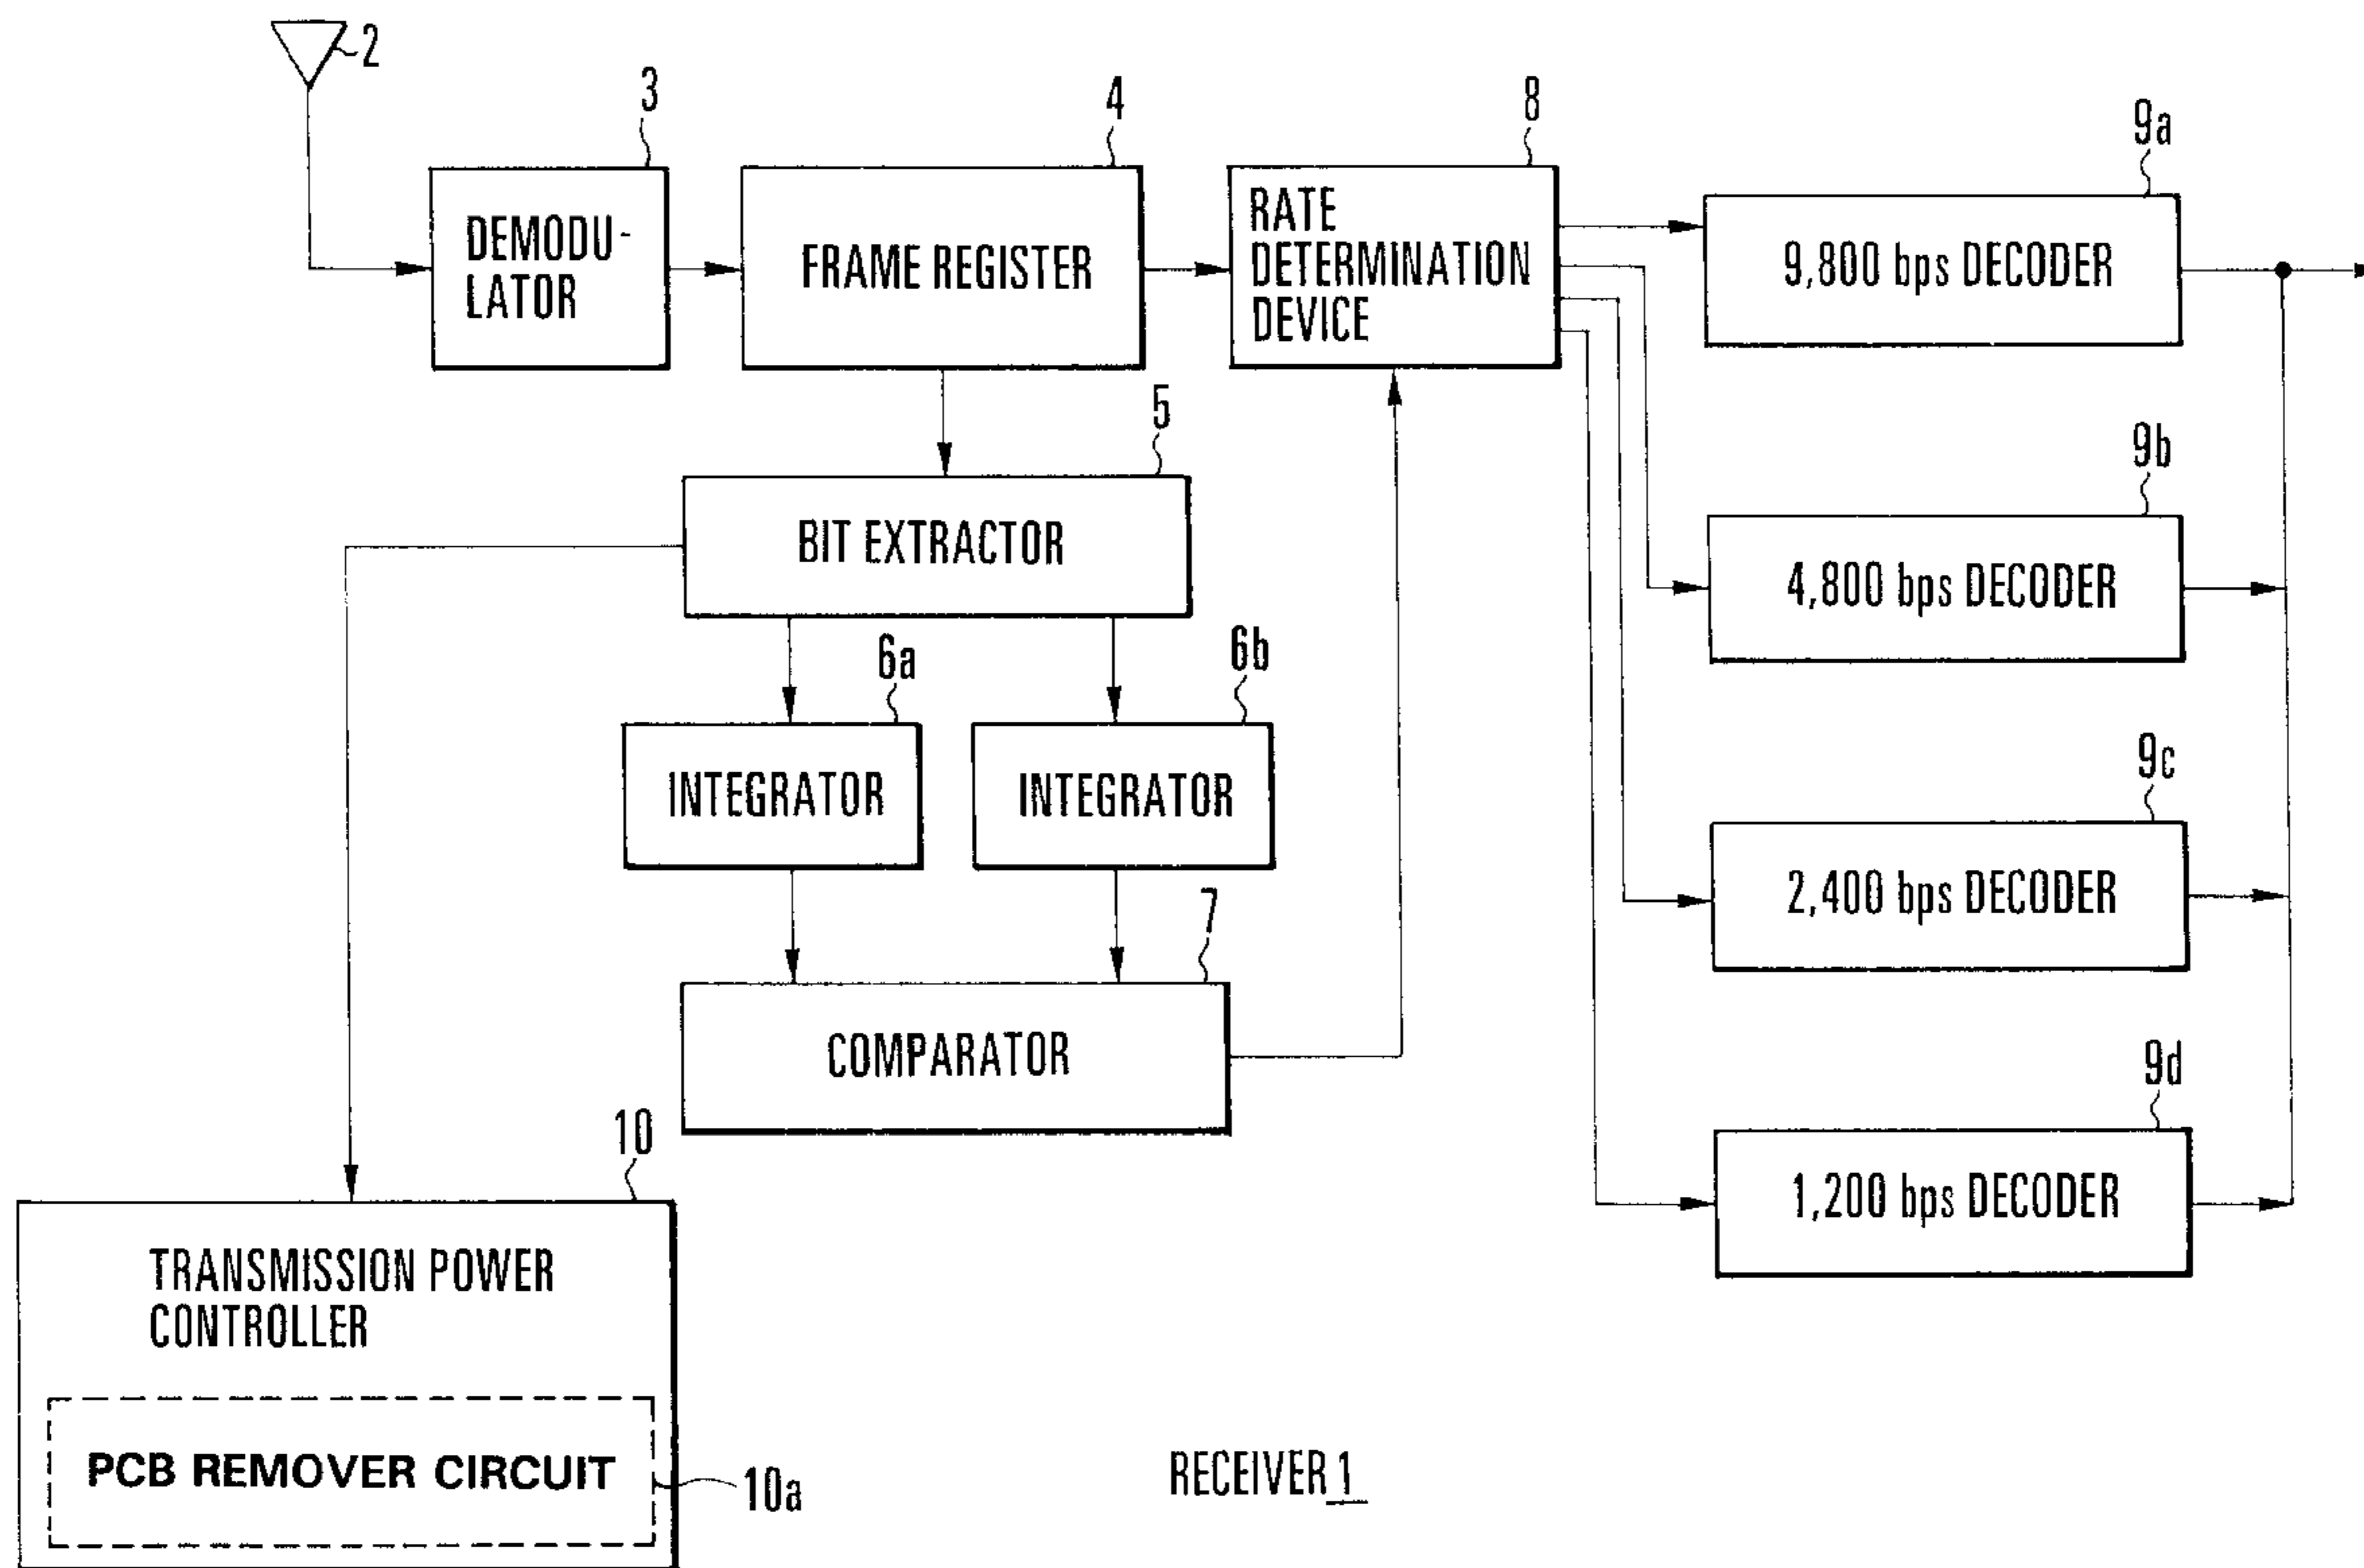 2
3
4
8
9a
DEMODU-
LATOR
FRAME REGISTER
RATE
DETERMINATION
DEVICE
9,800 bps DECODER
5
9b
BIT EXTRACTOR
4,800 bps DECODER
6a
6b
9c
INTEGRATOR
INTEGRATOR
2,400 bps DECODER
7
COMPARATOR
9d
10
1,200 bps DECODER
TRANSMISSION POWER
CONTROLLER
PCB REMOVER CIRCUIT
10a
RECEIVER 1